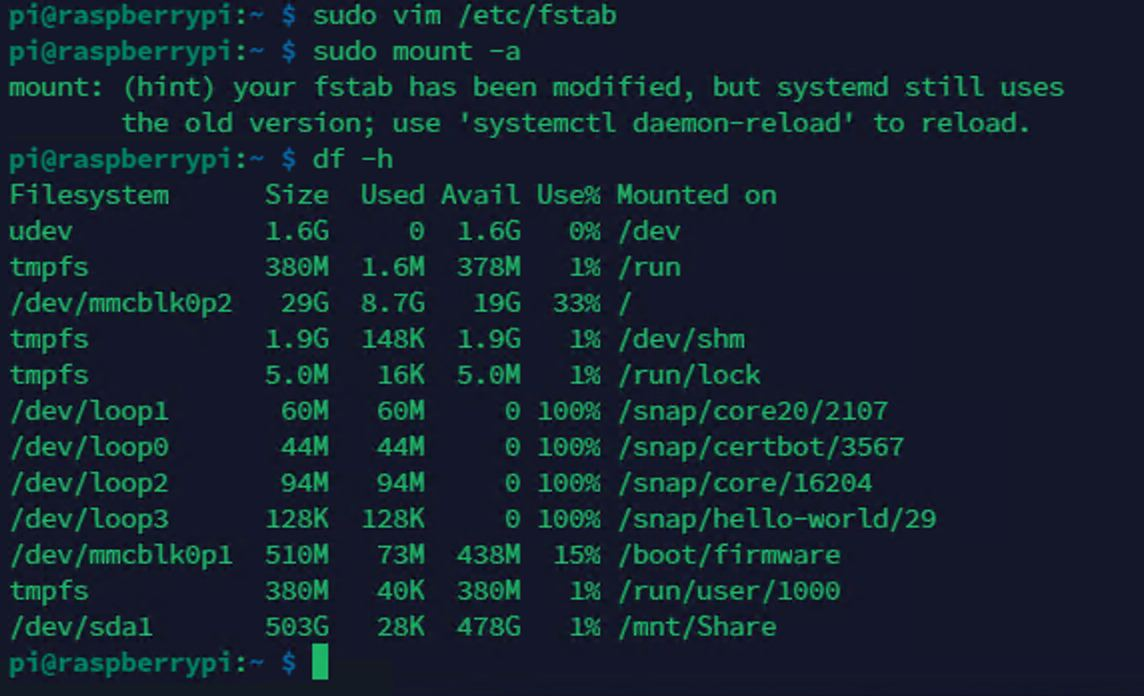 pi@raspberrypi:~ $ sudo vim /etc/fstab
pi@raspberrypi:~ $ sudo mount -a
mount: (hint) your fstab has been modified, but systemd still uses
       the old version; use 'systemctl daemon-reload' to reload.
pi@raspberrypi:~ $ df -h
Filesystem      Size  Used Avail Use% Mounted on
udev            1.6G     0  1.6G   0% /dev
tmpfs           380M  1.6M  378M   1% /run
/dev/mmcblk0p2   29G  8.7G   19G  33% /
tmpfs           1.9G  148K  1.9G   1% /dev/shm
tmpfs           5.0M   16K  5.0M   1% /run/lock
/dev/loop1       60M   60M     0 100% /snap/core20/2107
/dev/loop0       44M   44M     0 100% /snap/certbot/3567
/dev/loop2       94M   94M     0 100% /snap/core/16204
/dev/loop3      128K  128K     0 100% /snap/hello-world/29
/dev/mmcblk0p1  510M   73M  438M  15% /boot/firmware
tmpfs           380M   40K  380M   1% /run/user/1000
/dev/sda1       503G   28K  478G   1% /mnt/Share
pi@raspberrypi:~ $